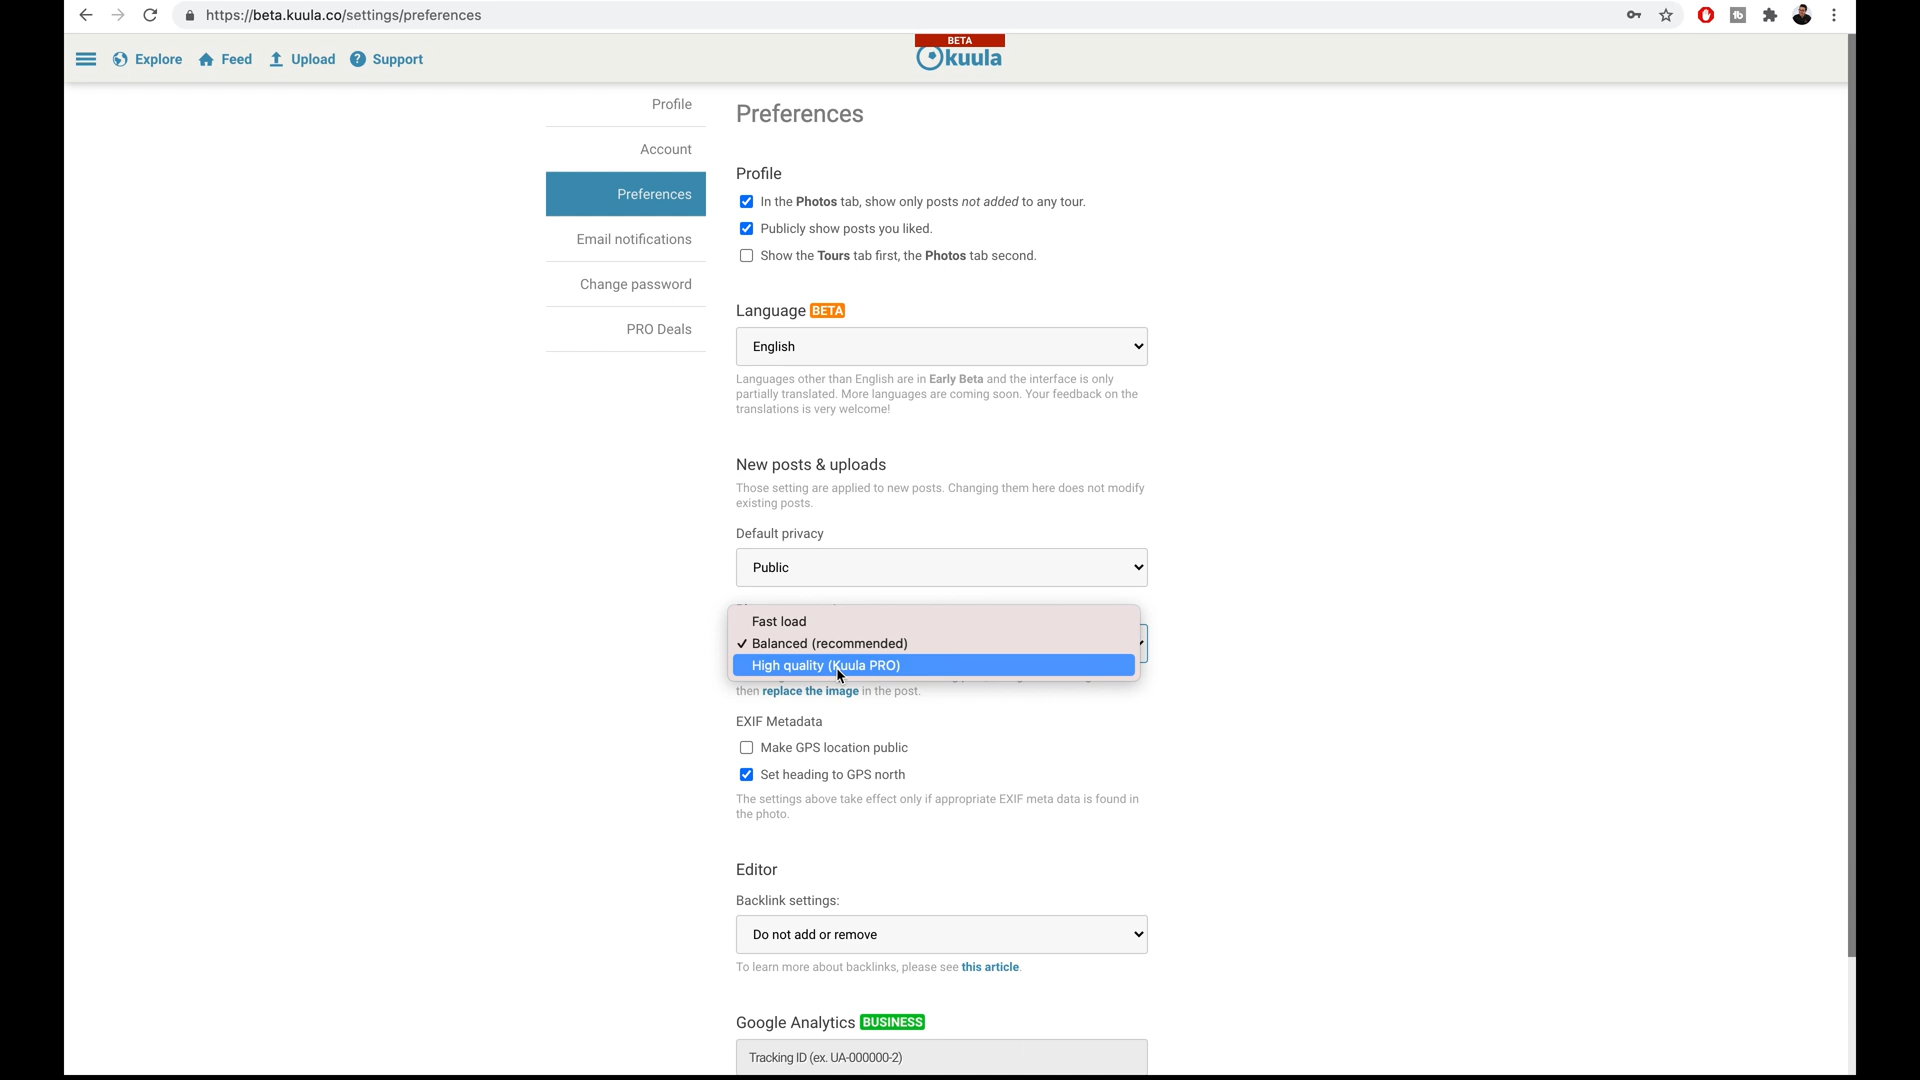 https://beta.kuula.co/settings/preferences
Explore Feed Upload ? Support
BETA
kuula
Profile
Account
Preferences
Email notifications
Change password
PRO Deals
Preferences
Profile
In the Photos tab, show only posts not added to any tour.
Publicly show posts you liked.
Show the Tours tab first, the Photos tab second.
Language BETA
English
Languages other than English are in Early Beta and the interface is only
partially translated. More languages are coming soon. Your feedback on the
translations is very welcome!
New posts & uploads
Those setting are applied to new posts. Changing them here does not modify
existing posts.
Default privacy
Public
Fast load
✓ Balanced (recommended)
High quality (Kuula PRO)
then replace the image in the post.
EXIF Metadata
Make GPS location public
Set heading to GPS north
The settings above take effect only if appropriate EXIF meta data is found in
the photo.
Editor
Backlink settings:
Do not add or remove
To learn more about backlinks, please see this article.
Google Analytics BUSINESS
Tracking ID (ex. UA-000000-2)